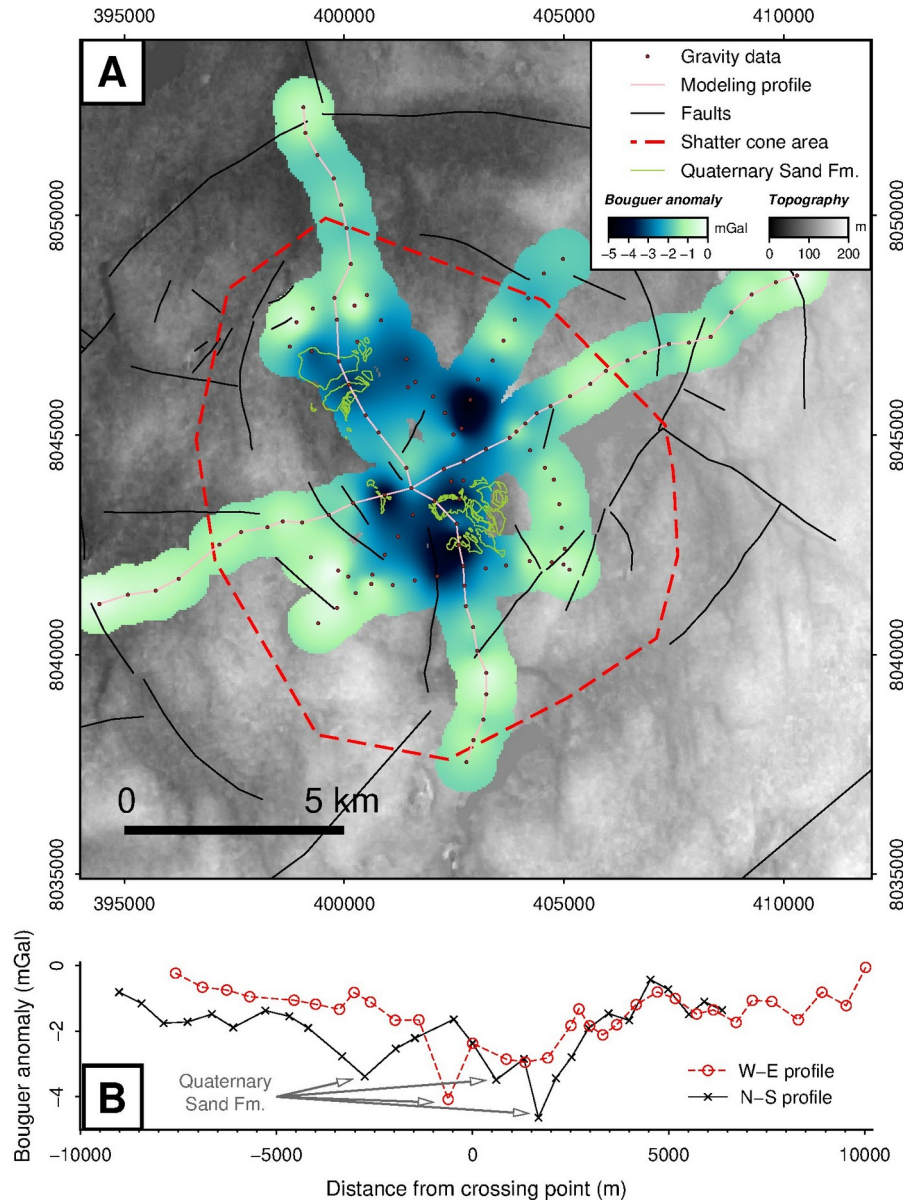 395000 400000 405000 410000
A
Gravity data
Modeling profile
Faults
Shatter cone area
Quaternary Sand Fm.
Bouguer anomaly Topography
mGal m
−5 −4 −3 −2 −1 0 0 100 200
8050000 8050000
8045000 8045000
8040000 8040000
8035000 8035000
0 5 km
395000 400000 405000 410000
Bouguer anomaly (mGal)
0
−2
−4
B
Quaternary
Sand Fm.
W−E profile
N−S profile
−10000 −5000 0 5000 10000
Distance from crossing point (m)